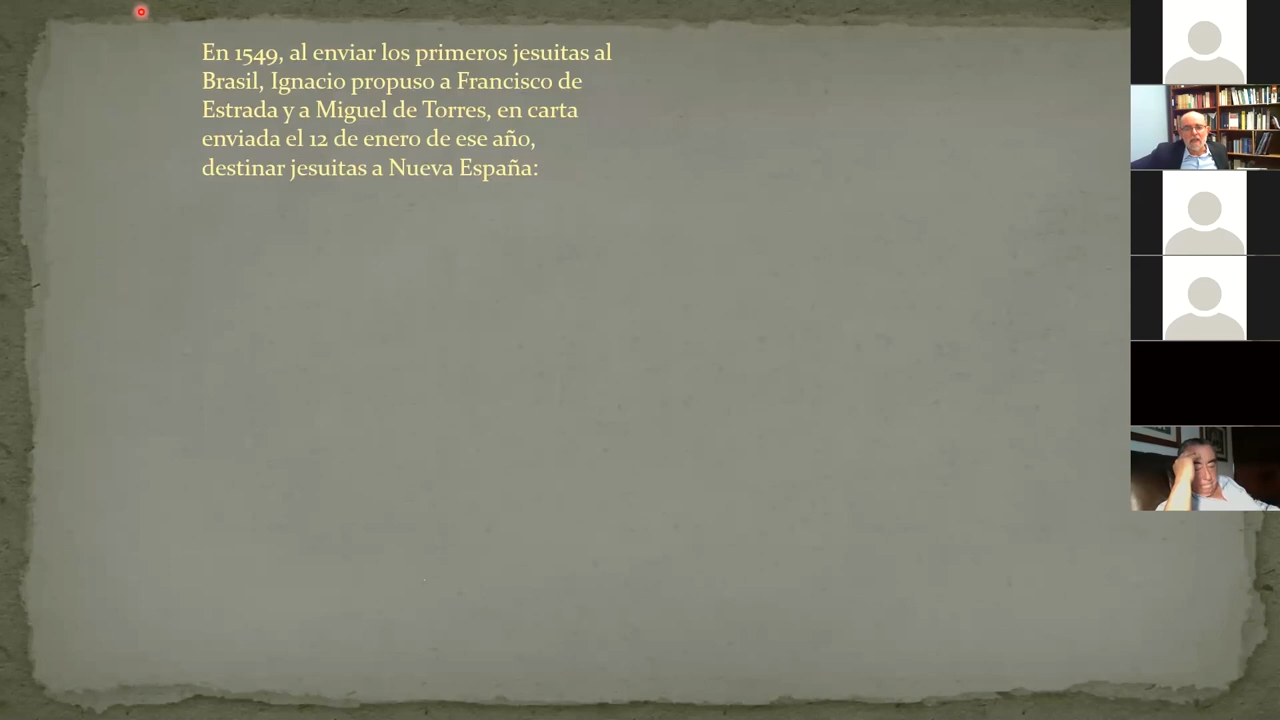 En 1549, al enviar los primeros jesuitas al
Brasil, Ignacio propuso a Francisco de
Estrada y a Miguel de Torres, en carta
enviada el 12 de enero de ese año,
destinar jesuitas a Nueva España: